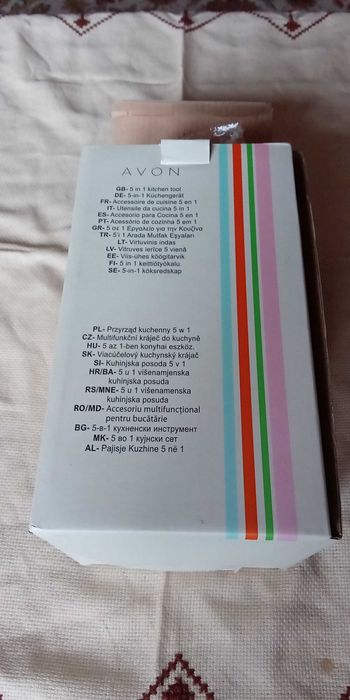 AVON
GB- 5 in 1 kitchen tool
DE- 5-in-1 Küchengerät
FR- Accessoire de cuisine 5 en 1
IT- Utensile da cucina 5 in 1
ES- Accesorio para Cocina 5 en 1
PT- Acessório de cozinha 5 em 1
GR- 5 σε 1 Εργαλείο για την Κουζίνα
TR- 5'i 1 Arada Mutfak Eşyaları
LT- Virtuvinis indas
LV- Virtuves ierīce 5 vienā
EE- Viis-ühes köögitarvik
FI- 5 in 1 keittiötyökalu
SE- 5-in-1 köksredskap
PL- Przyrząd kuchenny 5 w 1
CZ- Multifunkční kráječ do kuchyně
HU- 5 az 1-ben konyhai eszköz.
SK- Viacúčelový kuchynský krájač
SI- Kuhinjska posoda 5 v 1
HR/BA- 5 u 1 višenamjenska
kuhinjska posuda
RS/MNE- 5 u 1 višenamenska
kuhinjska posuda
RO/MD- Accesoriu multifuncţional
pentru bucătărie
BG- 5-в-1 кухненски инструмент
MK- 5 во 1 кујнски сет
AL- Pajisje Kuzhine 5 në 1